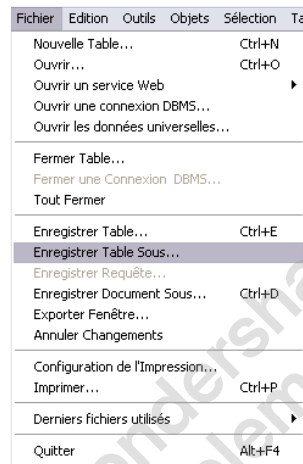 Fichier Edition Outils Objets Sélection Ta
Nouvelle Table... Ctrl+N
Ouvrir... Ctrl+O
Ouvrir un service Web
Ouvrir une connexion DBMS...
Ouvrir les données universelles...
Fermer Table...
Fermer une Connexion DBMS...
Tout Fermer
Enregistrer Table... Ctrl+E
Enregistrer Table Sous...
Enregistrer Requête...
Enregistrer Document Sous... Ctrl+D
Exporter Fenêtre...
Annuler Changements
Configuration de l'Impression...
Imprimer... Ctrl+P
Derniers fichiers utilisés
Quitter Alt+F4